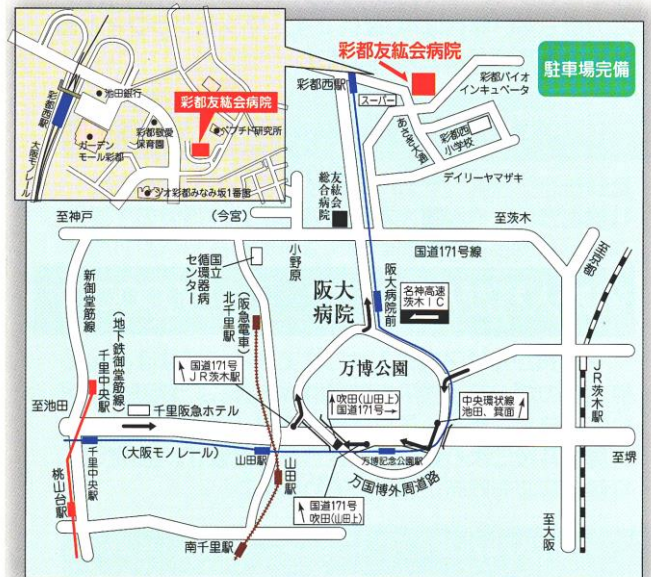 彩都友紘会病院
駐車場完備
彩都西駅
スーパー
彩都バイオ
インキュベータ
あさぎ大通
彩都西
小学校
デイリーヤマザキ
池田銀行
彩都西駅
彩都敬愛
保育園
彩都友紘会病院
ペプチド研究所
ガーデン
モール彩都
大阪モノレール
ジオ彩都みなみ坂1番館
友紘会
総合病院
至神戸
(今宮)
至茨木
国道171号線
小野原
国立
循環器病
センター
新御堂筋線
(地下鉄御堂筋線)
千里中央駅
(阪急電車)
北千里駅
阪大
病院
阪大病院前
名神高速
茨木IC
至京都
JR茨木駅
万博公園
国道171号
JR茨木駅
吹田(山田上)
国道171号→
中央環状線
池田、箕面
至池田
千里阪急ホテル
(大阪モノレール)
千里中央駅
山田駅
山田駅
万博記念公園駅
万国博外周道路
至堺
桃山台駅
国道171号
吹田(山田上)
南千里駅
至大阪